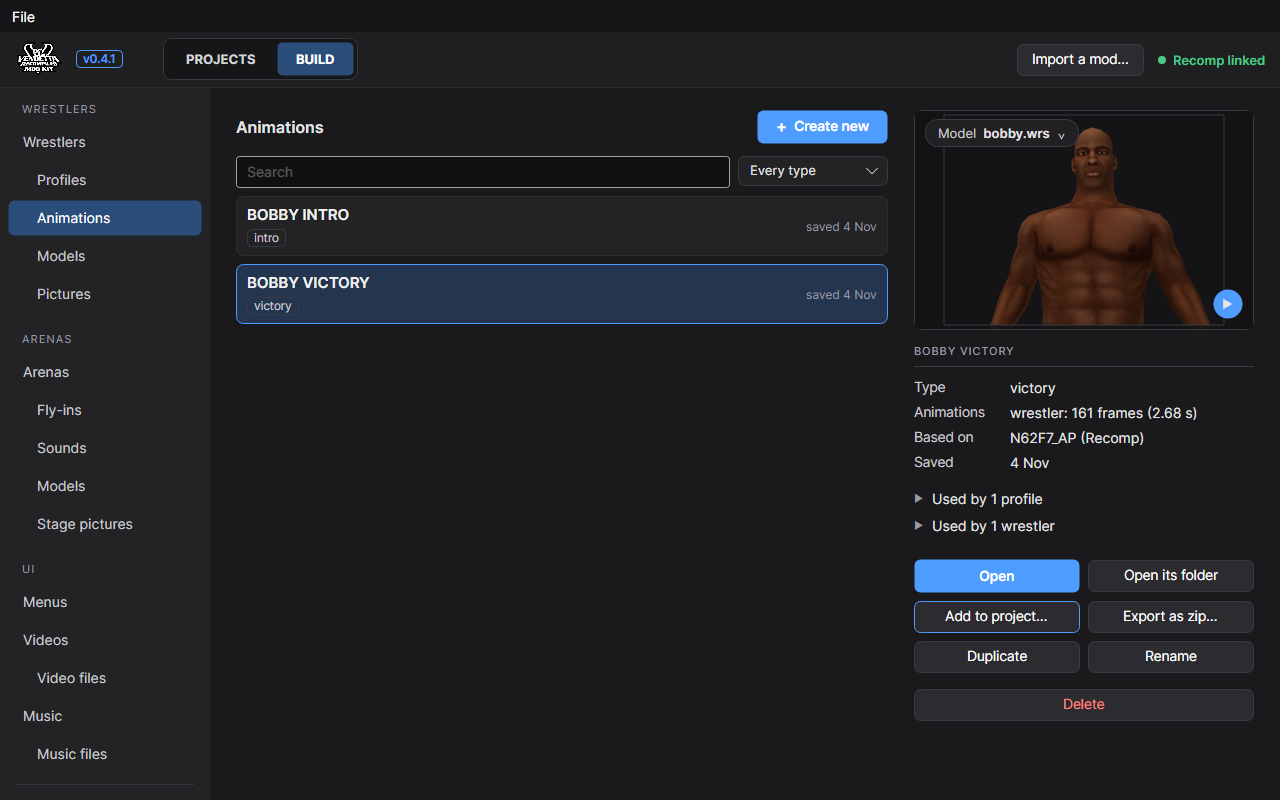 File
VENDETTA
RECOMPILED
MOD KIT
v0.4.1
PROJECTS
BUILD
Import a mod...
Recomp linked
WRESTLERS
Wrestlers
Profiles
Animations
Models
Pictures
ARENAS
Arenas
Fly-ins
Sounds
Models
Stage pictures
UI
Menus
Videos
Video files
Music
Music files
Animations
+ Create new
Search
Every type
BOBBY INTRO
intro
saved 4 Nov
BOBBY VICTORY
victory
saved 4 Nov
Model bobby.wrs
BOBBY VICTORY
Type victory
Animations wrestler: 161 frames (2.68 s)
Based on N62F7_AP (Recomp)
Saved 4 Nov
Used by 1 profile
Used by 1 wrestler
Open
Open its folder
Add to project...
Export as zip...
Duplicate
Rename
Delete